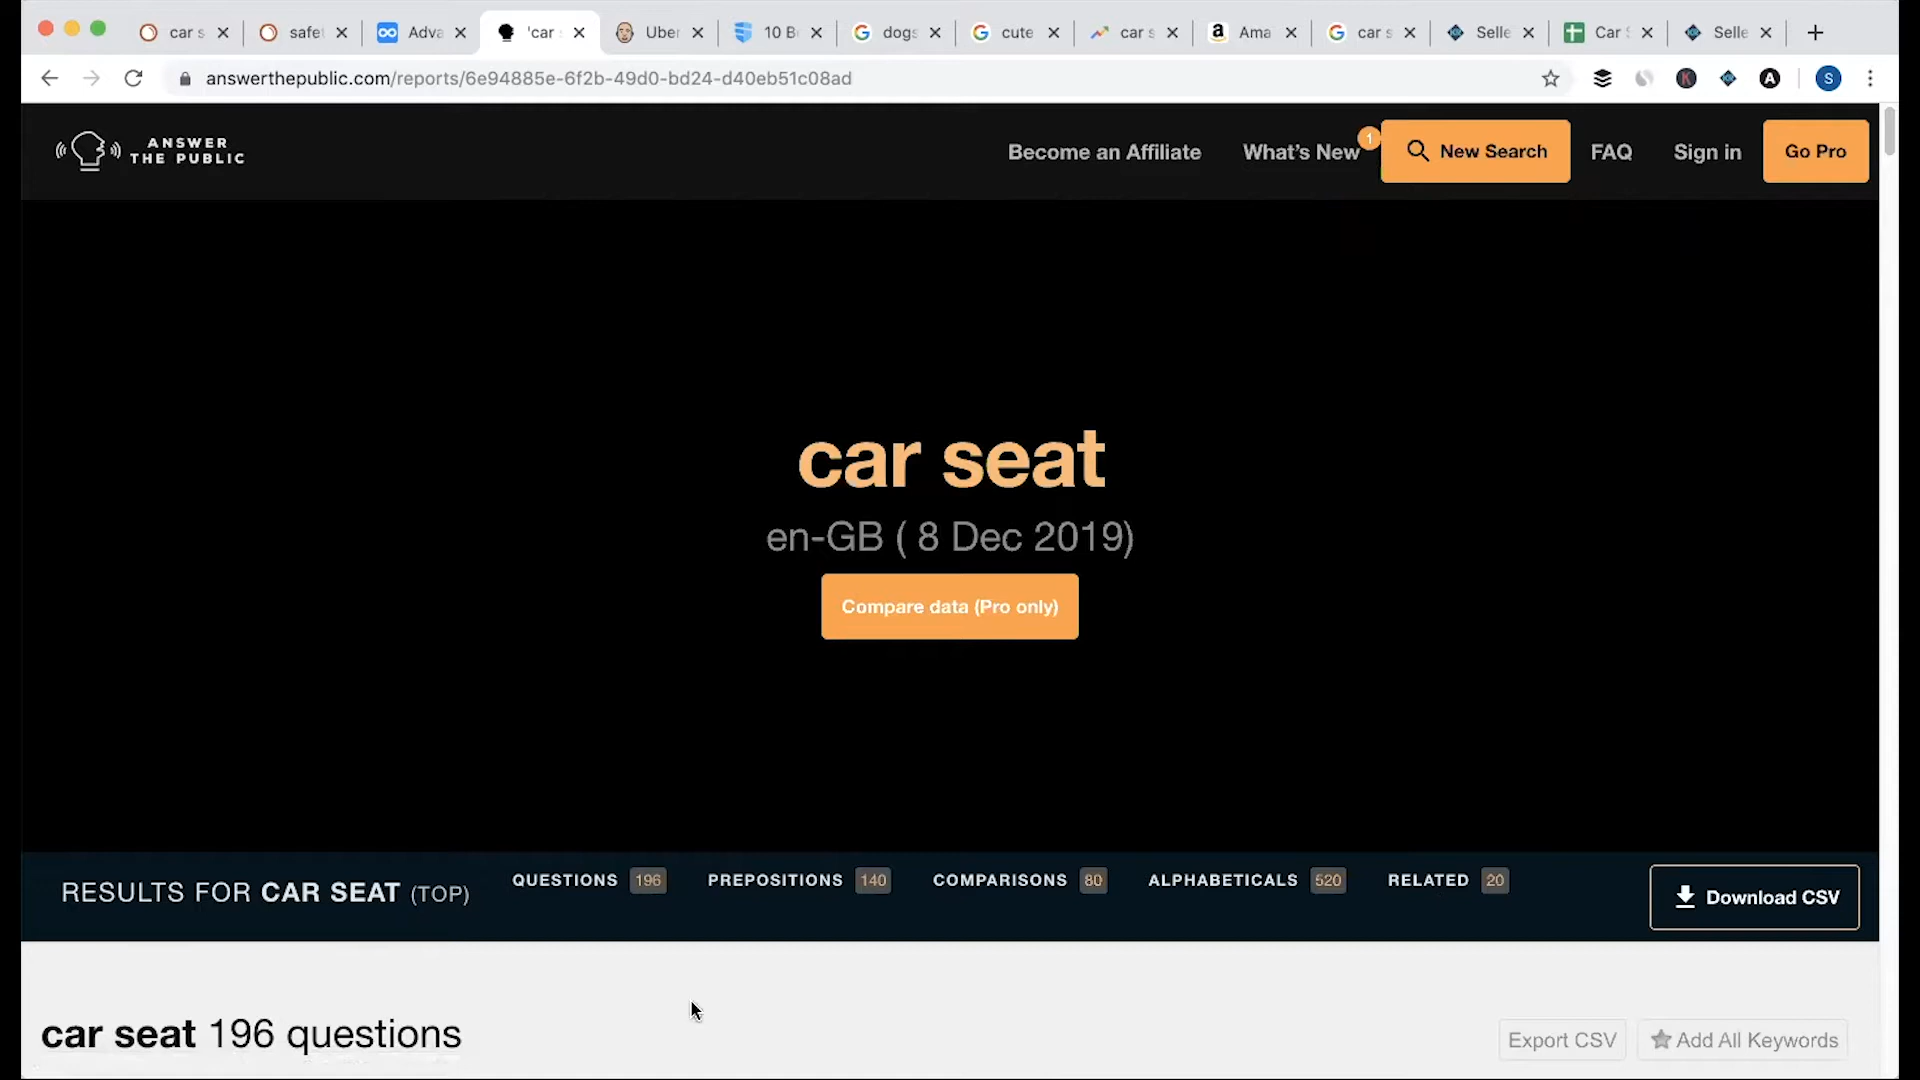 car s
safe
Adva
'car
Uber
10 B
dogs
cute
car s
Ama
car s
Selle
Car S
Selle
answerthepublic.com/reports/6e94885e-6f2b-49d0-bd24-d40eb51c08ad
K
A
S
ANSWER
THE PUBLIC
Become an Affiliate
What's New
1
New Search
FAQ
Sign in
Go Pro
car seat
en-GB ( 8 Dec 2019)
Compare data (Pro only)
RESULTS FOR CAR SEAT (TOP)
QUESTIONS 196
PREPOSITIONS 140
COMPARISONS 80
ALPHABETICALS 520
RELATED 20
Download CSV
car seat 196 questions
Export CSV
Add All Keywords